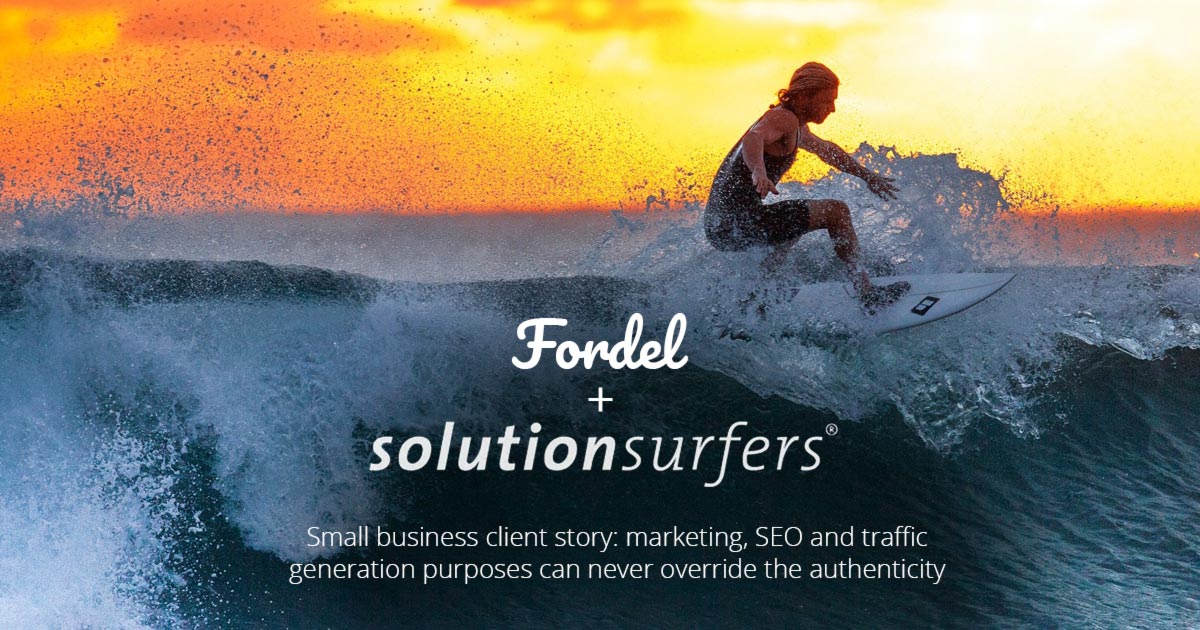 Fordel
+
solutionsurfers®
Small business client story: marketing, SEO and traffic
generation purposes can never override the authenticity